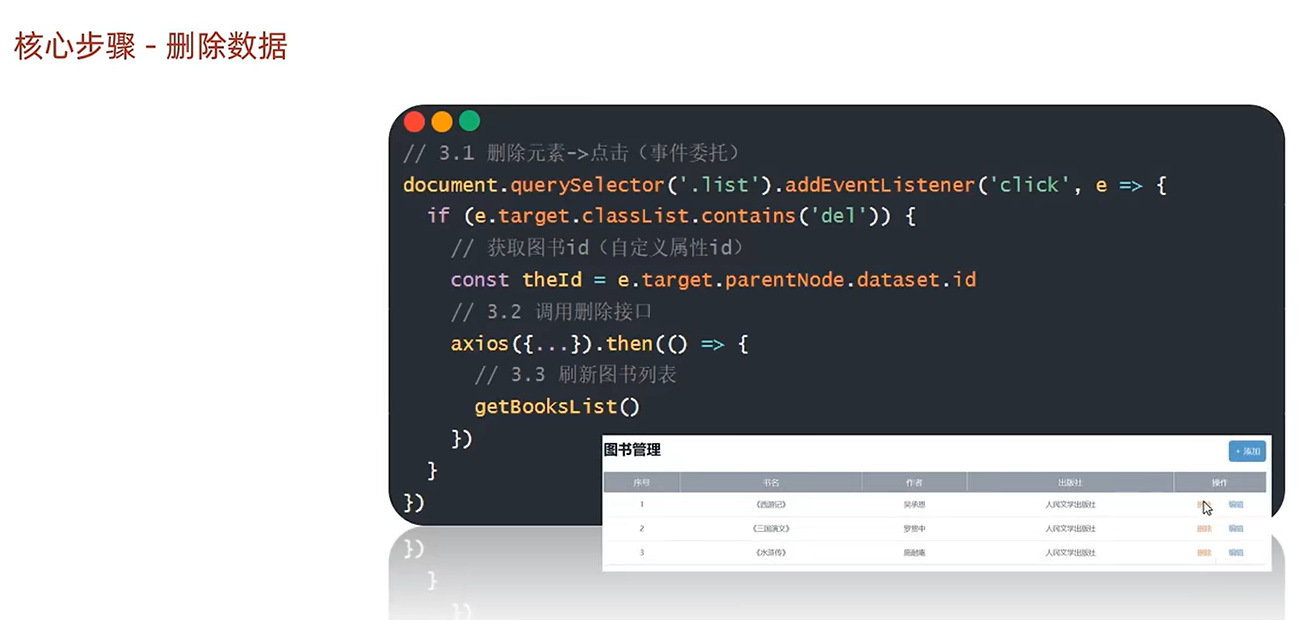 核心步骤 - 删除数据
// 3.1 删除元素->点击（事件委托）
document.querySelector('.list').addEventListener('click', e => {
if (e.target.classList.contains('del')) {
// 获取图书id（自定义属性id）
const theId = e.target.parentNode.dataset.id
// 3.2 调用删除接口
axios({...}).then(() => {
// 3.3 刷新图书列表
getBooksList()
})
}
})
图书管理
+ 添加
序号 书名 作者 出版社 操作
1 《西游记》 吴承恩 人民文学出版社 编辑
2 《三国演义》 罗贯中 人民文学出版社 删除 编辑
3 《水浒传》 施耐庵 人民文学出版社 删除 编辑
})
}
})